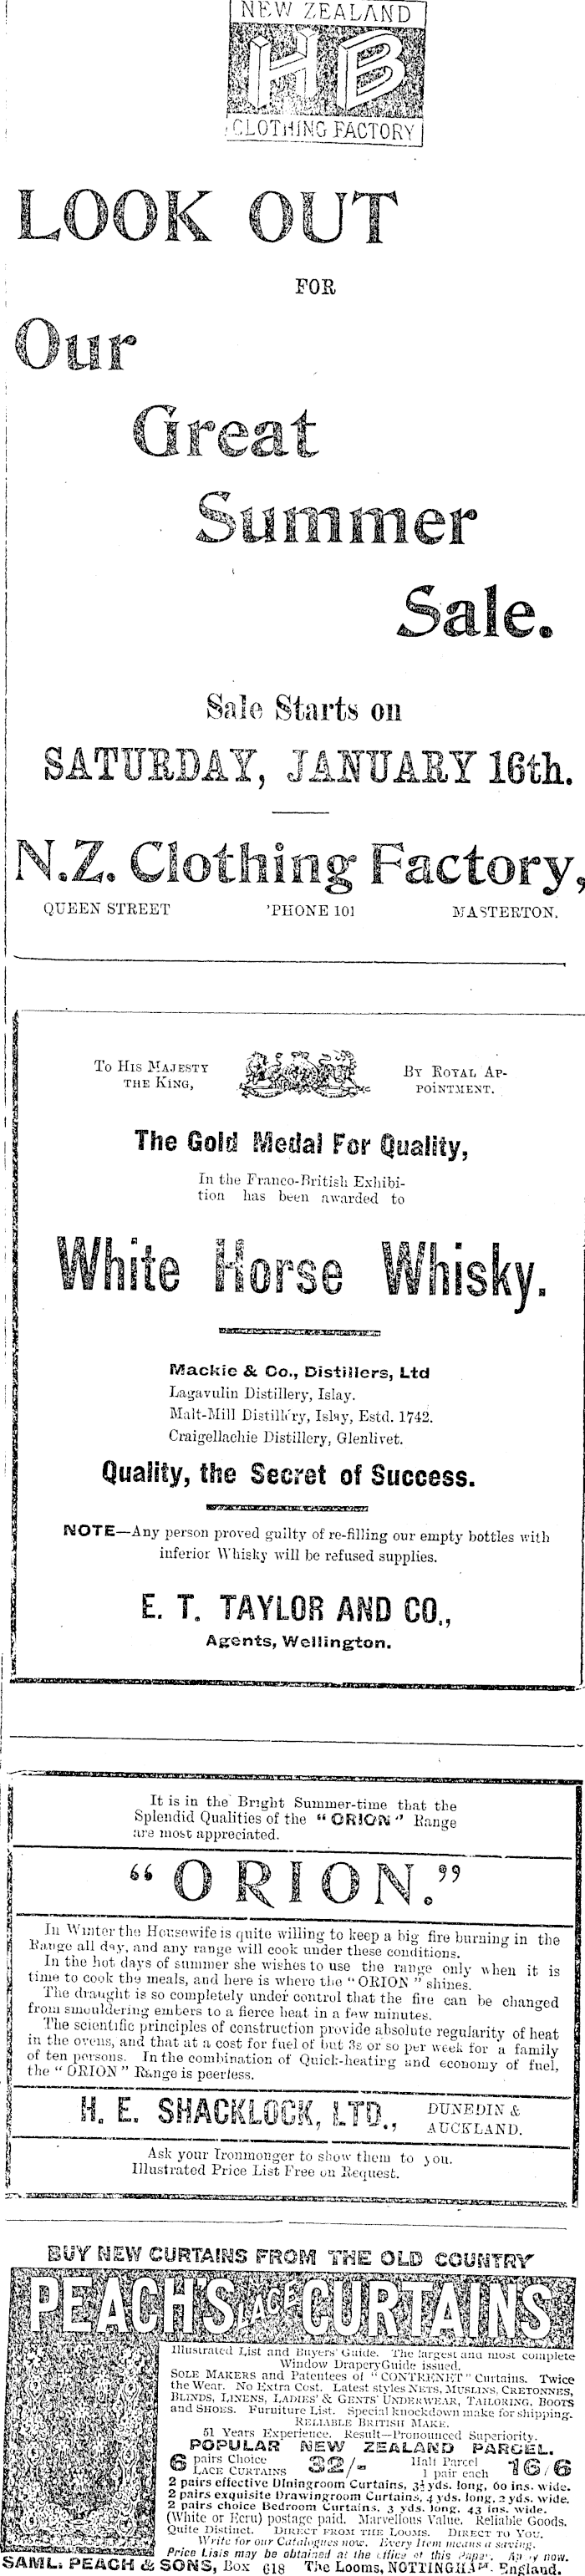 NEW ZEALAND
HB
CLOTHING FACTORY
LOOK OUT
FOR
Our
Great
Summer
Sale.
Sale Starts on
SATURDAY, JANUARY 16th.
N.Z. Clothing Factory,
QUEEN STREET 'PHONE 101 MASTERTON.
To His Majesty
the King,
By Royal Ap-
pointment.
The Gold Medal For Quality,
In the Franco-British Exhibi-
tion has been awarded to
White Horse Whisky.
Mackie & Co., Distillers, Ltd
Lagavulin Distillery, Islay.
Malt-Mill Distillery, Islay, Estd. 1742.
Craigellachie Distillery, Glenlivet.
Quality, the Secret of Success.
NOTE—Any person proved guilty of re-filling our empty bottles with
inferior Whisky will be refused supplies.
E. T. TAYLOR AND CO.,
Agents, Wellington.
It is in the Bright Summer-time that the
Splendid Qualities of the "ORION" Range
are most appreciated.
"ORION."
In Winter the Housewife is quite willing to keep a big fire burning in the
Range all day, and any range will cook under these conditions.
In the hot days of summer she wishes to use the range only when it is
time to cook the meals, and here is where the "ORION" shines.
The draught is so completely under control that the fire can be changed
from smouldering embers to a fierce heat in a few minutes.
The scientific principles of construction provide absolute regularity of heat
in the ovens, and that at a cost for fuel of but 3s or so per week for a family
of ten persons. In the combination of Quick-heating and economy of fuel,
the "ORION" Range is peerless.
H. E. SHACKLOCK, LTD., DUNEDIN &
AUCKLAND.
Ask your Ironmonger to show them to you.
Illustrated Price List Free on Request.
BUY NEW CURTAINS FROM THE OLD COUNTRY
PEACH'S LACE CURTAINS
Illustrated List and Buyers' Guide. The largest and most complete
Window Drapery Guide issued.
Sole Makers and Patentees of "CONTREXNET" Curtains. Twice
the Wear. No Extra Cost. Latest styles Nets, Muslins, Cretonnes,
Blinds, Linens, Ladies' & Gents' Underwear, Tailoring, Boots
and Shoes. Furniture List. Special knockdown make for shipping.
Reliable British Make.
51 Years Experience. Result—Pronounced Superiority.
POPULAR NEW ZEALAND PARCEL.
6 pairs Choice
Lace Curtains 32/- Half Parcel
1 pair each 16/6
2 pairs effective Diningroom Curtains, 3½ yds. long, 60 ins. wide.
2 pairs exquisite Drawingroom Curtains, 4 yds. long, 2 yds. wide.
2 pairs choice Bedroom Curtains, 3 yds. long, 43 ins. wide.
(White or Ecru) postage paid. Marvellous Value. Reliable Goods.
Quite Distinct. Direct from the Looms. Direct to You.
Write for our Catalogues now. Every Item means a saving.
Price Lists may be obtained at the Office of this Paper. Apply now.
SAML. PEACH & SONS, Box 618 The Looms, NOTTINGHAM. England.